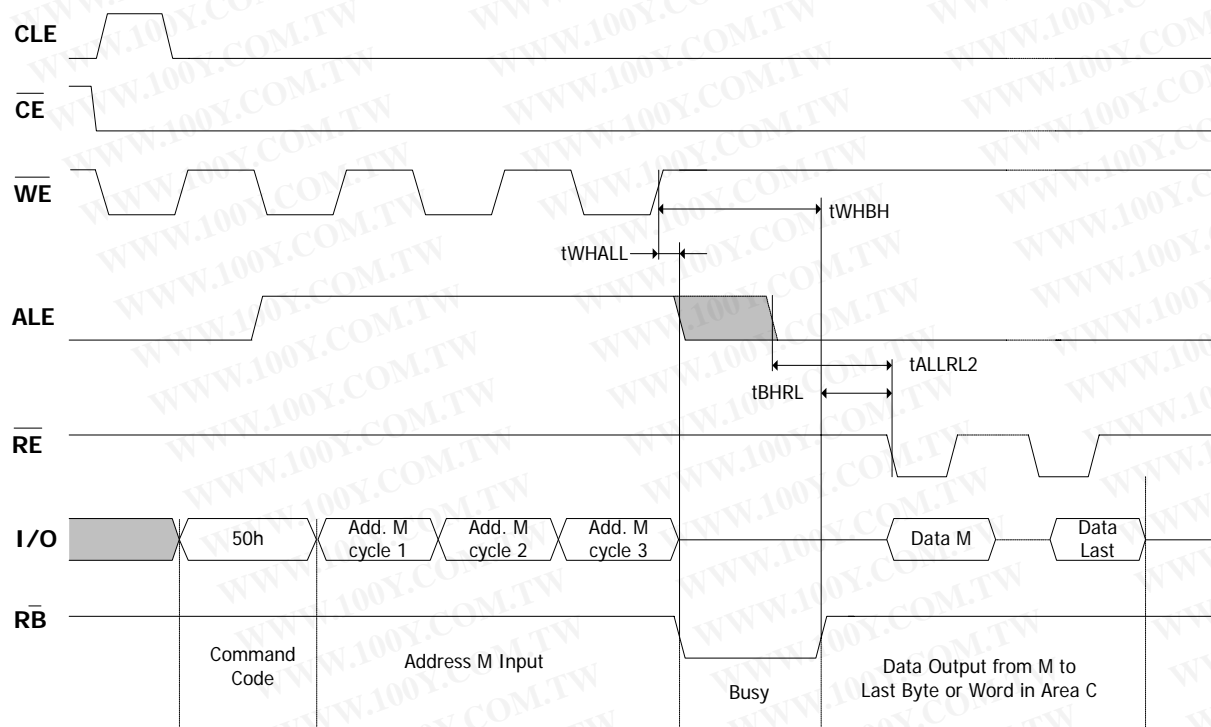 CLE
CE
WE
tWHBH
tWHALL
ALE
tALLRL2
tBHRL
RE
I/O
50h
Add. M
cycle 1
Add. M
cycle 2
Add. M
cycle 3
Data M
Data
Last
RB
Command
Code
Address M Input
Busy
Data Output from M to
Last Byte or Word in Area C
WWW.100Y.COM.TW